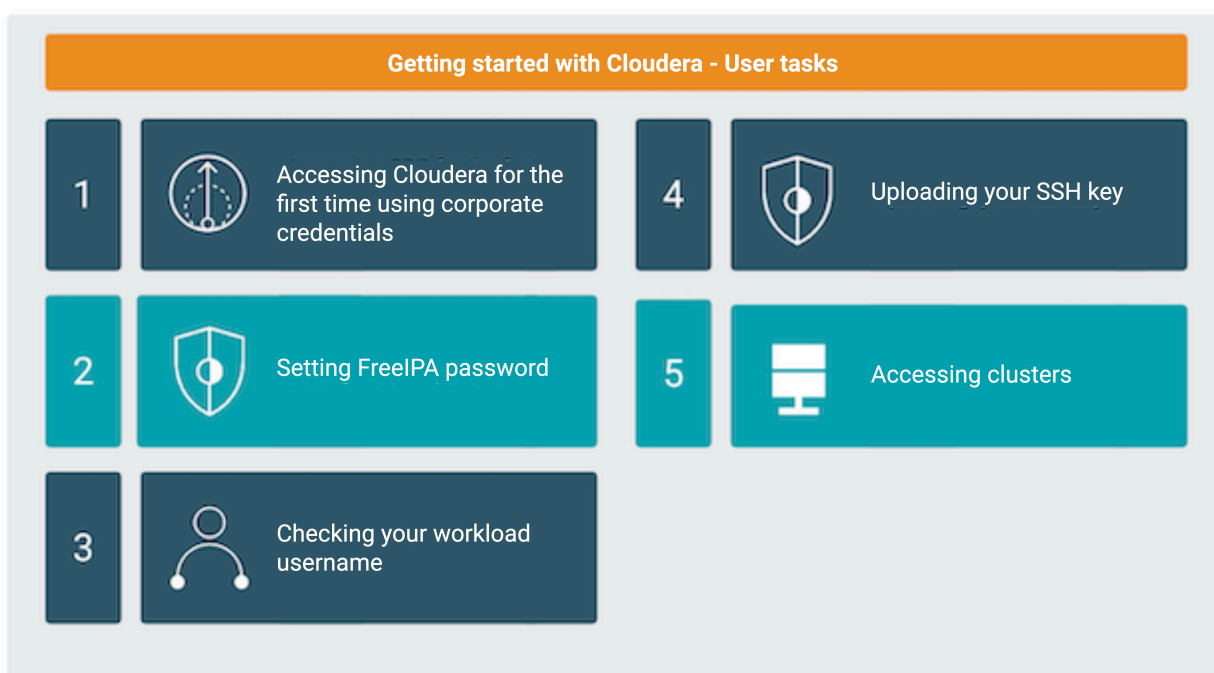 Getting started with Cloudera - User tasks
1
Accessing Cloudera for the
first time using corporate
credentials
2
Setting FreeIPA password
3
Checking your workload
username
4
Uploading your SSH key
5
Accessing clusters